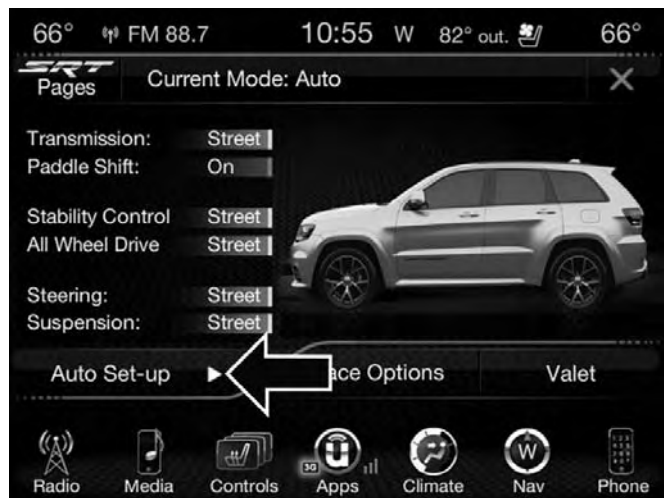 66° FM 88.7 10:55 W 82° out. 66°
SRT
Pages
Current Mode: Auto
Transmission: Street
Paddle Shift: On
Stability Control Street
All Wheel Drive Street
Steering: Street
Suspension: Street
Auto Set-up ace Options Valet
3G W
Radio Media Controls Apps Climate Nav Phone